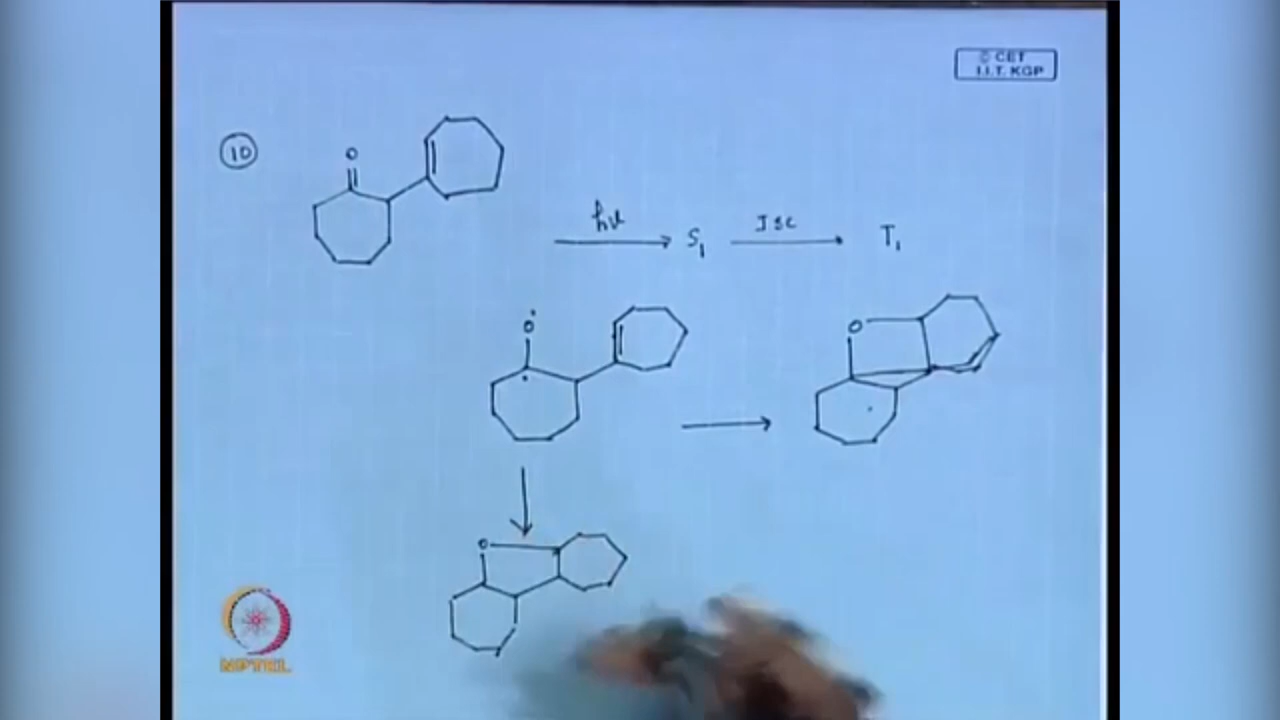 © CET
I.I.T. KGP
10
O
hν S₁ ISC T₁
O
O
O
NPTEL